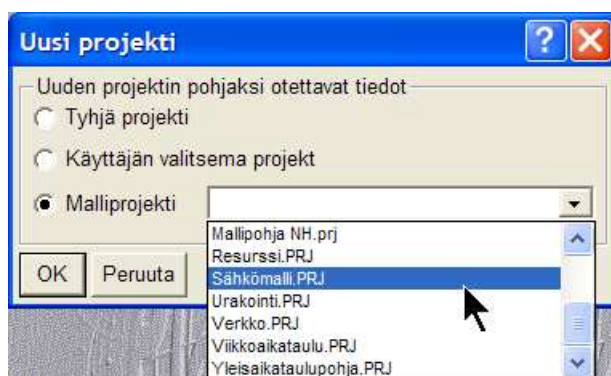 Uusi projekti
Uuden projektin pohjaksi otettavat tiedot
Tyhjä projekti
Käyttäjän valitsema projekt
Malliprojekti
Mallipohja NH.prj
Resurssi.PRJ
Sähkömalli.PRJ
Urakointi.PRJ
Verkko.PRJ
Viikkoaikataulu.PRJ
Yleisaikataulupohja.PRJ
OK Peruuta